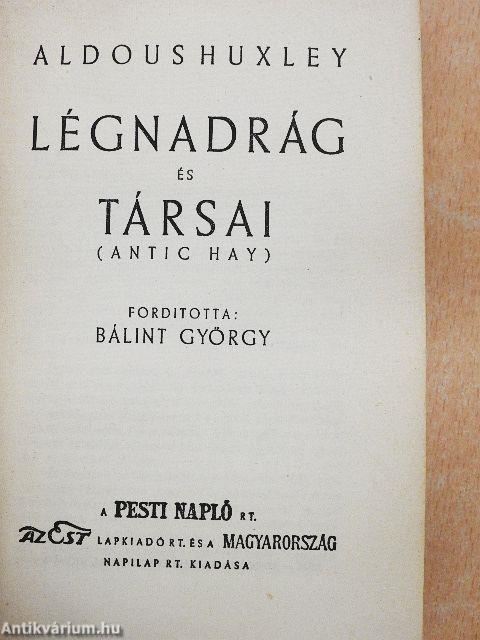 ALDOUS HUXLEY
LÉGNADRÁG
ÉS
TÁRSAI
(ANTIC HAY)
FORDITOTTA:
BÁLINT GYÖRGY
A PESTI NAPLÓ RT.
AZ EST LAPKIADÓ RT. ÉS A MAGYARORSZÁG
NAPILAP RT. KIADÁSA
Antikvárium.hu